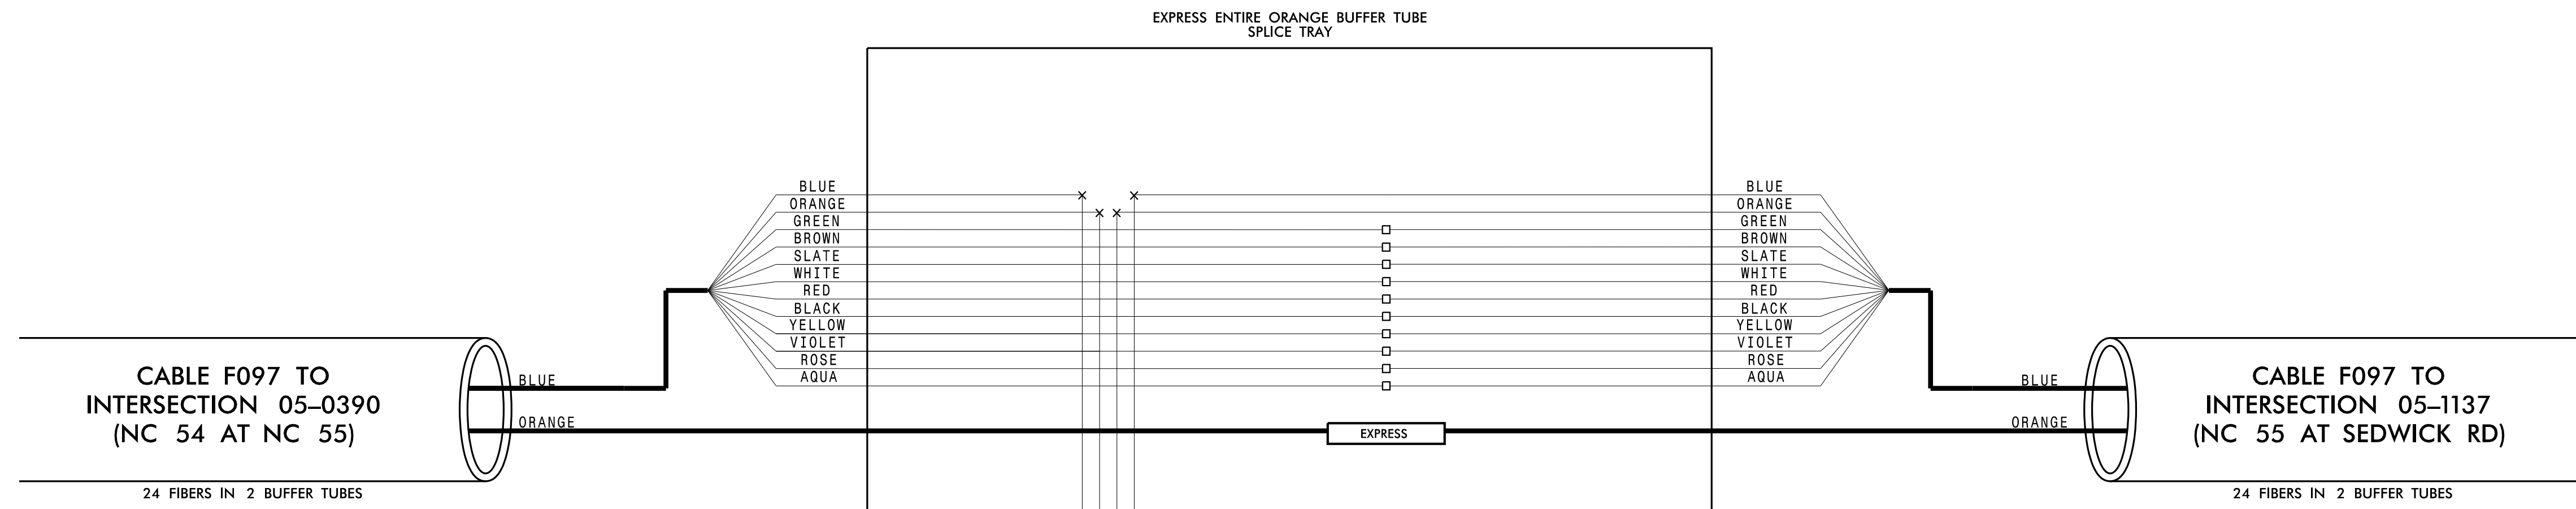 EXPRESS ENTIRE ORANGE BUFFER TUBE
SPLICE TRAY
BLUE
ORANGE
GREEN
BROWN
SLATE
WHITE
RED
BLACK
YELLOW
VIOLET
ROSE
AQUA
BLUE
ORANGE
GREEN
BROWN
SLATE
WHITE
RED
BLACK
YELLOW
VIOLET
ROSE
AQUA
CABLE F097 TO
INTERSECTION 05-0390
(NC 54 AT NC 55)
24 FIBERS IN 2 BUFFER TUBES
BLUE
ORANGE
EXPRESS
BLUE
ORANGE
CABLE F097 TO
INTERSECTION 05-1137
(NC 55 AT SEDWICK RD)
24 FIBERS IN 2 BUFFER TUBES